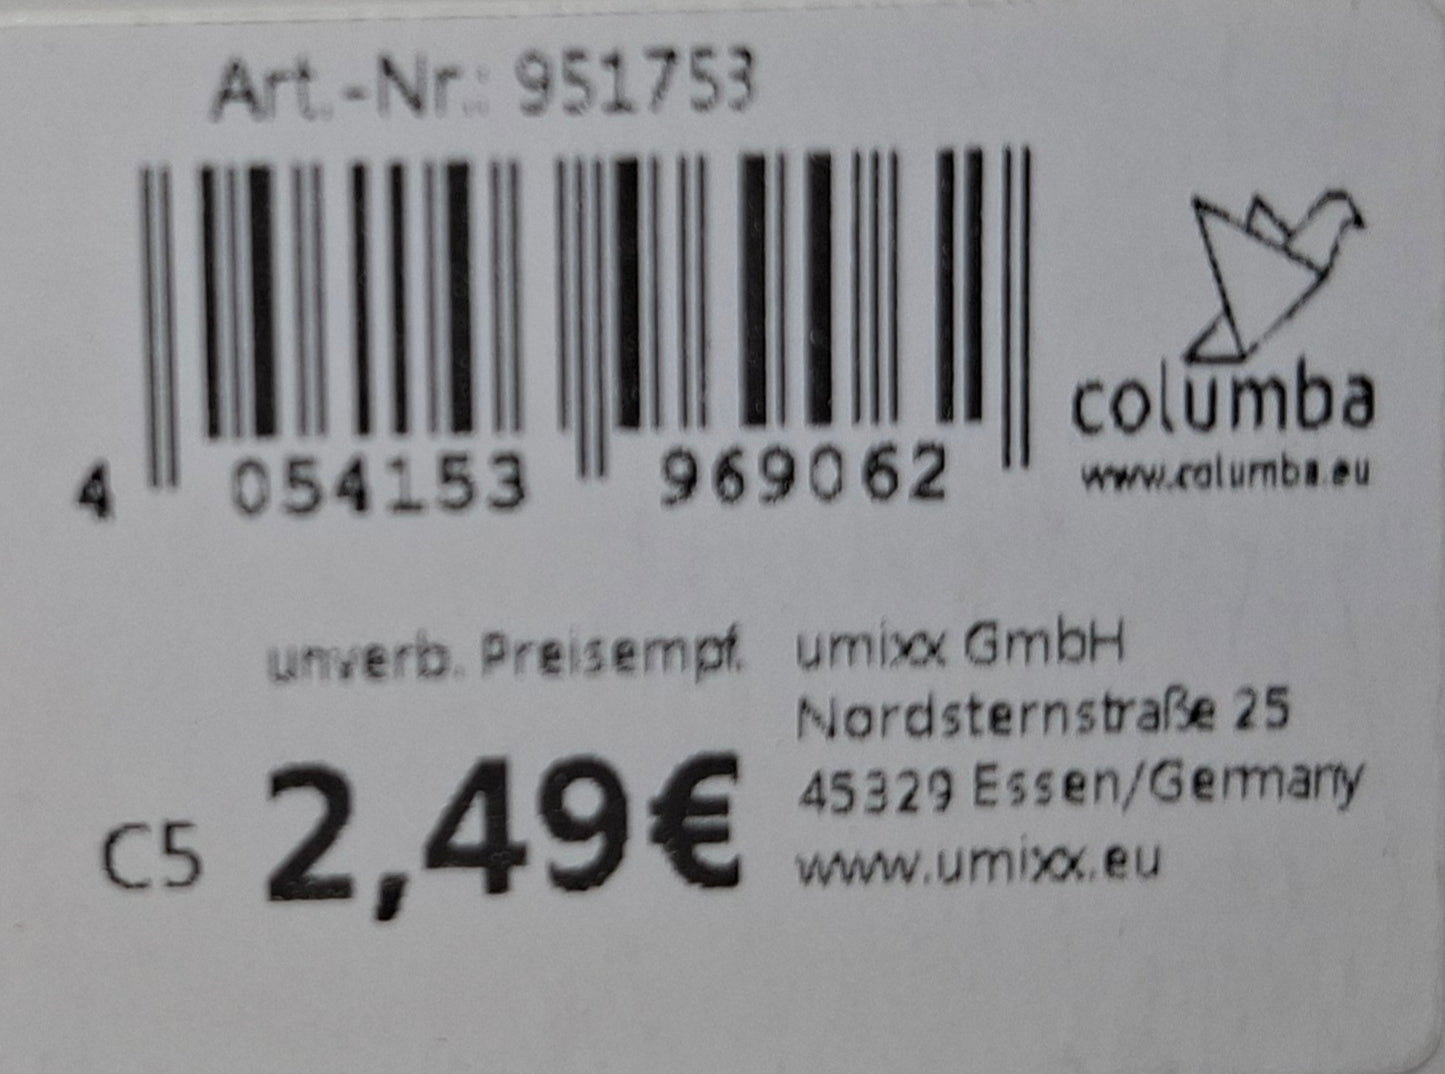 Art.-Nr.: 951753
4 054153 969062
columba
www.columba.eu
unverb. Preisempf.
C5 2,49€
umixx GmbH
Nordsternstraße 25
45329 Essen/Germany
www.umixx.eu